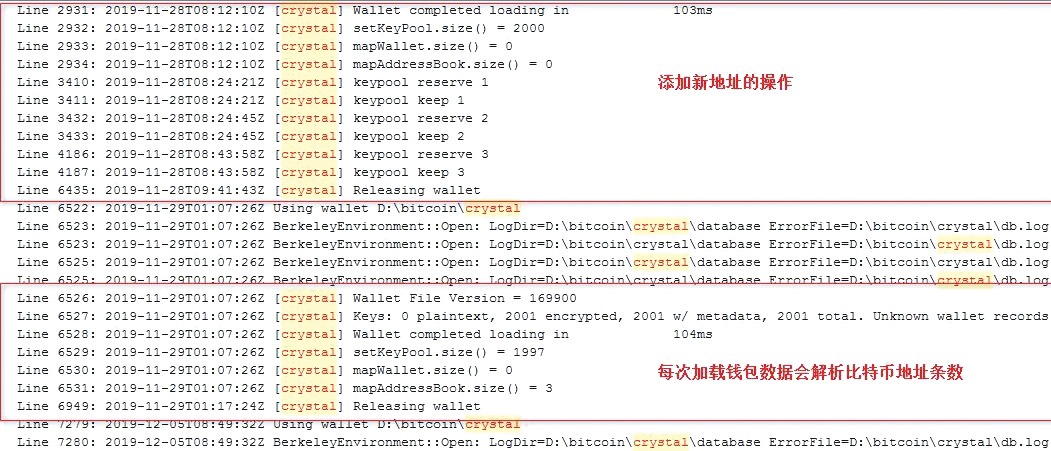 Line 2931: 2019-11-28T08:12:10Z [crystal] Wallet completed loading in 103ms
Line 2932: 2019-11-28T08:12:10Z [crystal] setKeyPool.size() = 2000
Line 2933: 2019-11-28T08:12:10Z [crystal] mapWallet.size() = 0
Line 2934: 2019-11-28T08:12:10Z [crystal] mapAddressBook.size() = 0
Line 3410: 2019-11-28T08:24:21Z [crystal] keypool reserve 1
添加新地址的操作
Line 3411: 2019-11-28T08:24:21Z [crystal] keypool keep 1
Line 3432: 2019-11-28T08:24:45Z [crystal] keypool reserve 2
Line 3433: 2019-11-28T08:24:45Z [crystal] keypool keep 2
Line 4186: 2019-11-28T08:43:58Z [crystal] keypool reserve 3
Line 4187: 2019-11-28T08:43:58Z [crystal] keypool keep 3
Line 6435: 2019-11-28T09:41:43Z [crystal] Releasing wallet
Line 6522: 2019-11-29T01:07:26Z Using wallet D:\bitcoin\crystal
Line 6523: 2019-11-29T01:07:26Z BerkeleyEnvironment::Open: LogDir=D:\bitcoin\crystal\database ErrorFile=D:\bitcoin\crystal\db.log
Line 6523: 2019-11-29T01:07:26Z BerkeleyEnvironment::Open: LogDir=D:\bitcoin\crystal\database ErrorFile=D:\bitcoin\crystal\db.log
Line 6525: 2019-11-29T01:07:26Z BerkeleyEnvironment::Open: LogDir=D:\bitcoin\crystal\database ErrorFile=D:\bitcoin\crystal\db.log
Line 6525: 2019-11-29T01:07:26Z BerkeleyEnvironment::Open: LogDir=D:\bitcoin\crystal\database ErrorFile=D:\bitcoin\crystal\db.log
Line 6526: 2019-11-29T01:07:26Z [crystal] Wallet File Version = 169900
Line 6527: 2019-11-29T01:07:26Z [crystal] Keys: 0 plaintext, 2001 encrypted, 2001 w/ metadata, 2001 total. Unknown wallet records
Line 6528: 2019-11-29T01:07:26Z [crystal] Wallet completed loading in 104ms
Line 6529: 2019-11-29T01:07:26Z [crystal] setKeyPool.size() = 1997
Line 6530: 2019-11-29T01:07:26Z [crystal] mapWallet.size() = 0
每次加载钱包数据会解析比特币地址条数
Line 6531: 2019-11-29T01:07:26Z [crystal] mapAddressBook.size() = 3
Line 6949: 2019-11-29T01:17:24Z [crystal] Releasing wallet
Line 7279: 2019-12-05T08:49:32Z Using wallet D:\bitcoin\crystal
Line 7280: 2019-12-05T08:49:32Z BerkeleyEnvironment::Open: LogDir=D:\bitcoin\crystal\database ErrorFile=D:\bitcoin\crystal\db.log